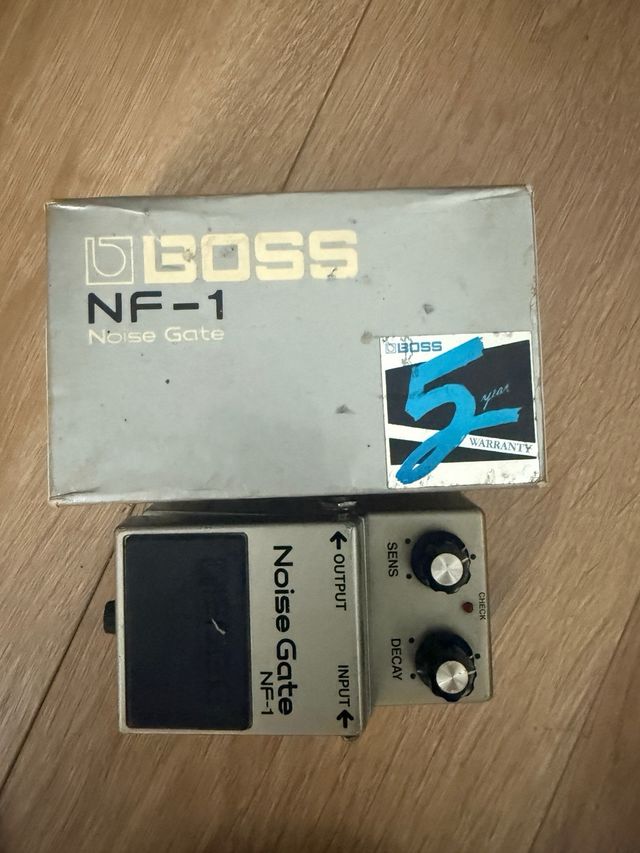 BOSS
NF-1
Noise Gate
BOSS
5 year
WARRANTY
OUTPUT
INPUT
Noise Gate
NF-1
SENS
CHECK
DECAY